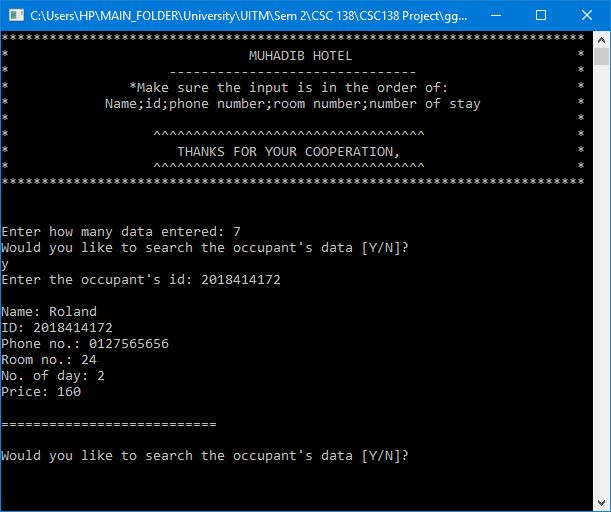 C:\Users\HP\MAIN_FOLDER\University\UITM\Sem 2\CSC 138\CSC138 Project\gg...
*************************************************************************
* MUHADIB HOTEL *
* ------------------------------- *
* *Make sure the input is in the order of: *
* Name;id;phone number;room number;number of stay *
* *
* ^^^^^^^^^^^^^^^^^^^^^^^^^^^^^^^^^^ *
* THANKS FOR YOUR COOPERATION, *
* ^^^^^^^^^^^^^^^^^^^^^^^^^^^^^^^^^^ *
*************************************************************************
Enter how many data entered: 7
Would you like to search the occupant's data [Y/N]?
y
Enter the occupant's id: 2018414172
Name: Roland
ID: 2018414172
Phone no.: 0127565656
Room no.: 24
No. of day: 2
Price: 160
===========================
Would you like to search the occupant's data [Y/N]?